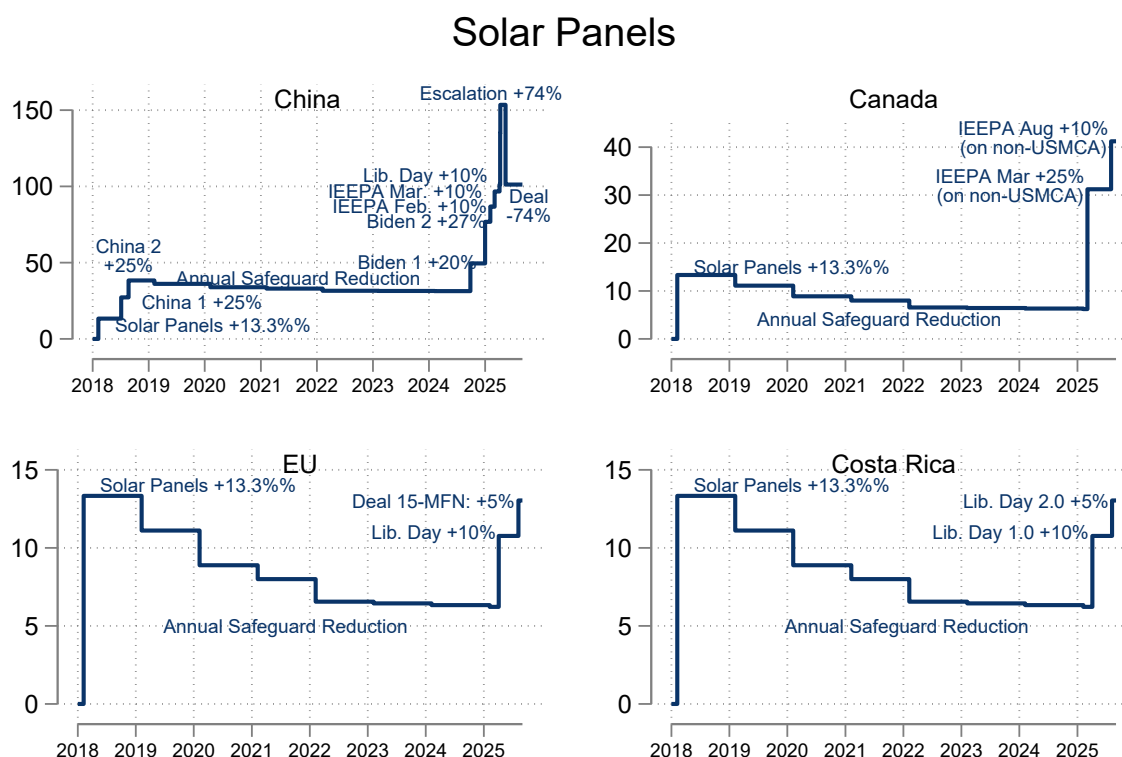 Solar Panels
China
Escalation +74%
150
Lib. Day +10%
IEEPA Mar. +10%
IEEPA Feb. +10%
Biden 2 +27%
Deal
-74%
100
China 2
+25%
Biden 1 +20%
Annual Safeguard Reduction
China 1 +25%
Solar Panels +13.3%%
50
0
2018 2019 2020 2021 2022 2023 2024 2025
Canada
IEEPA Aug +10%
(on non-USMCA)
IEEPA Mar +25%
(on non-USMCA)
Solar Panels +13.3%%
Annual Safeguard Reduction
40
30
20
10
0
2018 2019 2020 2021 2022 2023 2024 2025
EU
Solar Panels +13.3%%
Deal 15-MFN: +5%
Lib. Day +10%
Annual Safeguard Reduction
15
10
5
0
2018 2019 2020 2021 2022 2023 2024 2025
Costa Rica
Solar Panels +13.3%%
Lib. Day 2.0 +5%
Lib. Day 1.0 +10%
Annual Safeguard Reduction
15
10
5
0
2018 2019 2020 2021 2022 2023 2024 2025